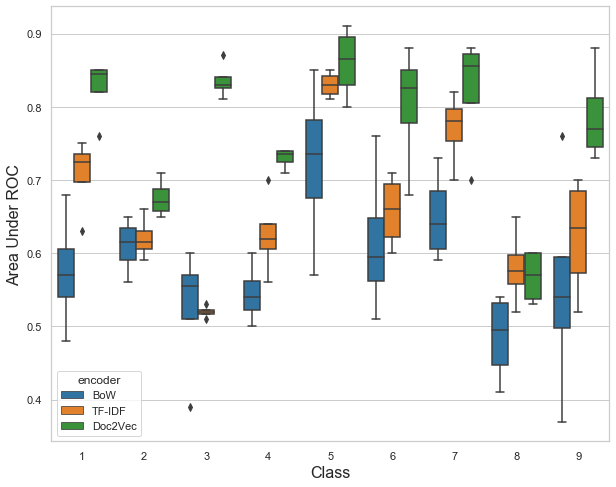 Area Under ROC
0.9
0.8
0.7
0.6
0.5
0.4
encoder
BoW
TF-IDF
Doc2Vec
1 2 3 4 5 6 7 8 9
Class